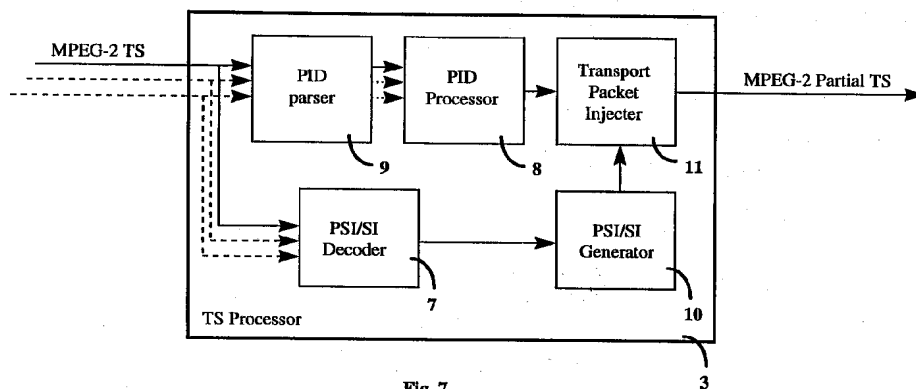 MPEG-2 TS
PID
parser
9
PID
Processor
8
Transport
Packet
Injecter
11
MPEG-2 Partial TS
PSI/SI
Decoder
7
PSI/SI
Generator
10
TS Processor
3
Fig. 7